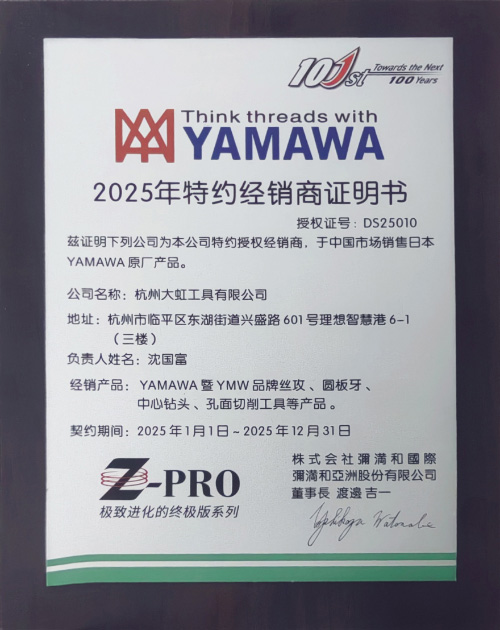 101st Towards the Next
100 Years
Think threads with
YAMAWA
2025年特约经销商证明书
授权证号: DS25010
兹证明下列公司为本公司特约授权经销商，于中国市场销售日本
YAMAWA 原厂产品。
公司名称：杭州大虹工具有限公司
地址：杭州市临平区东湖街道兴盛路 601 号理想智慧港 6-1
（三楼）
负责人姓名：沈国富
经销产品： YAMAWA 暨 YMW 品牌丝攻 、圆板牙、
中心钻头 、孔面切削工具等产品 。
契约期间：2025 年 1 月 1 日 ~ 2025 年 12 月 31 日
Z-PRO
极致进化的终极版系列
株式会社彌満和國際
彌満和亞洲股份有限公司
董事長 渡邊 吉一